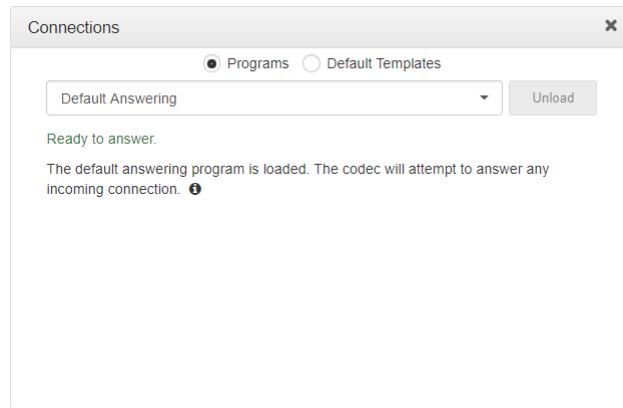 Connections
Programs Default Templates
Default Answering
Unload
Ready to answer.
The default answering program is loaded. The codec will attempt to answer any
incoming connection.